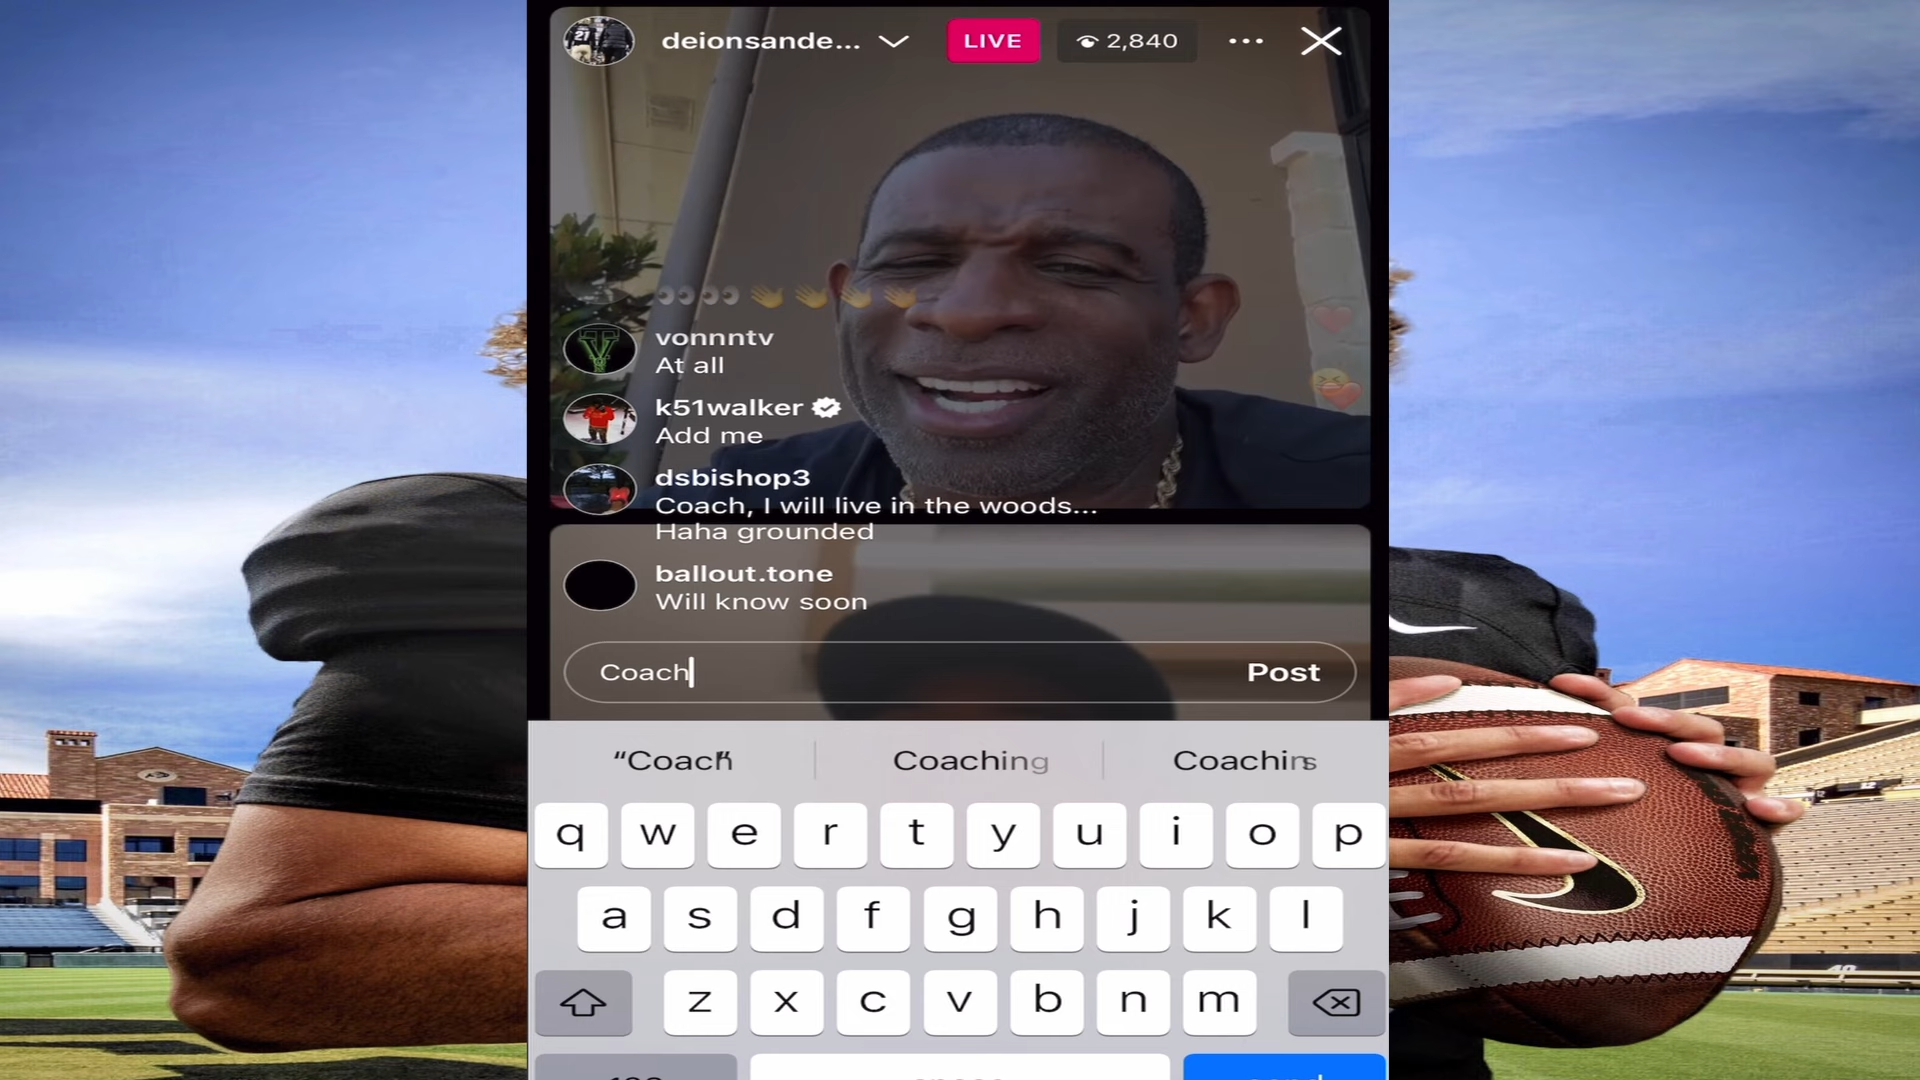 deionsande...
LIVE
2,840
vonnntv
At all
k51walker
Add me
dsbishop3
Coach, I will live in the woods...
Haha grounded
ballout.tone
Will know soon
Coach
Post
"Coach"
Coaching
q w e r t y u i o p
a s d f g h j k l
z x c v b n m